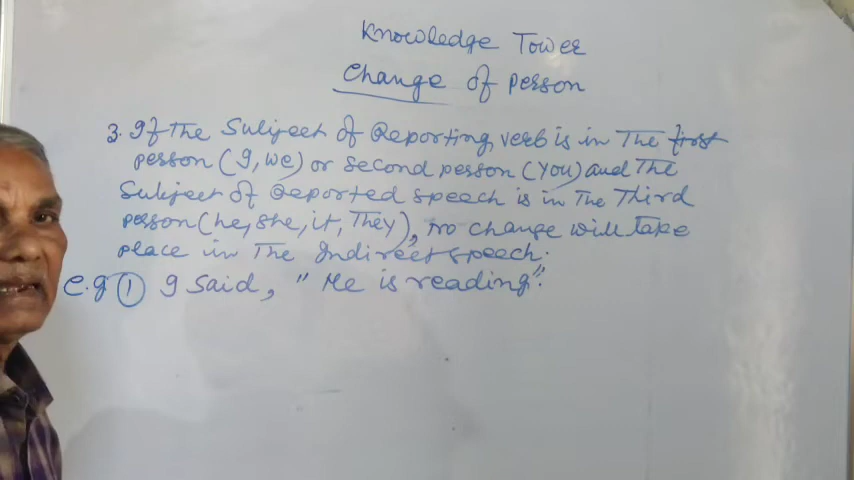 Knowledge Tower
Change of person
3. If the Subject of Reporting verb is in The first
person (I, we) or second person (you) and The
Subject of Reported speech is in The Third
person (he, she, it, They), no change will take
place in The Indirect speech.
e.g ① I said, "He is reading".